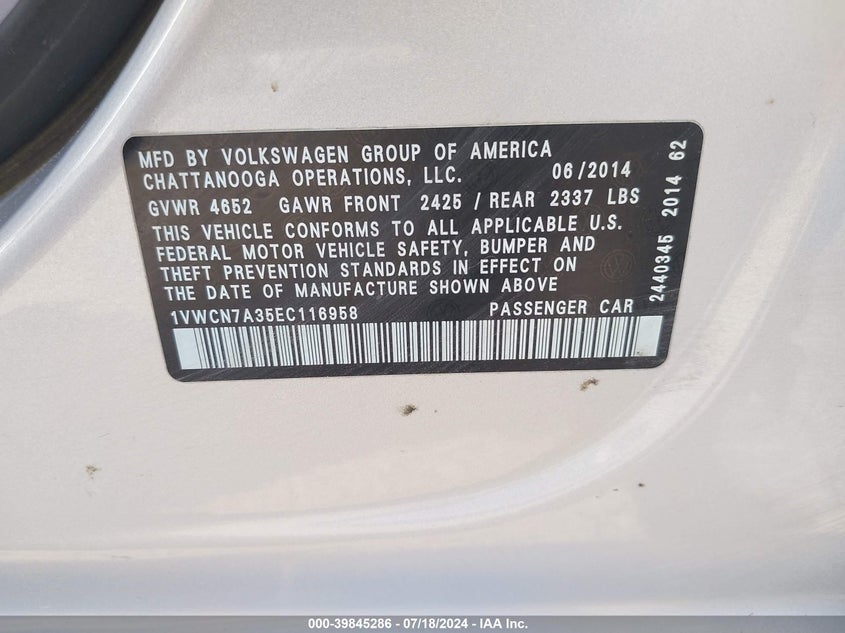 MFD BY VOLKSWAGEN GROUP OF AMERICA
CHATTANOOGA OPERATIONS, LLC. 06/2014
GVWR 4652 GAWR FRONT 2425 / REAR 2337 LBS
THIS VEHICLE CONFORMS TO ALL APPLICABLE U.S.
FEDERAL MOTOR VEHICLE SAFETY, BUMPER AND
THEFT PREVENTION STANDARDS IN EFFECT ON
THE DATE OF MANUFACTURE SHOWN ABOVE
1VWCN7A35EC116958 PASSENGER CAR
2440345 2014 62
000-39845286 - 07/18/2024 - IAA Inc.